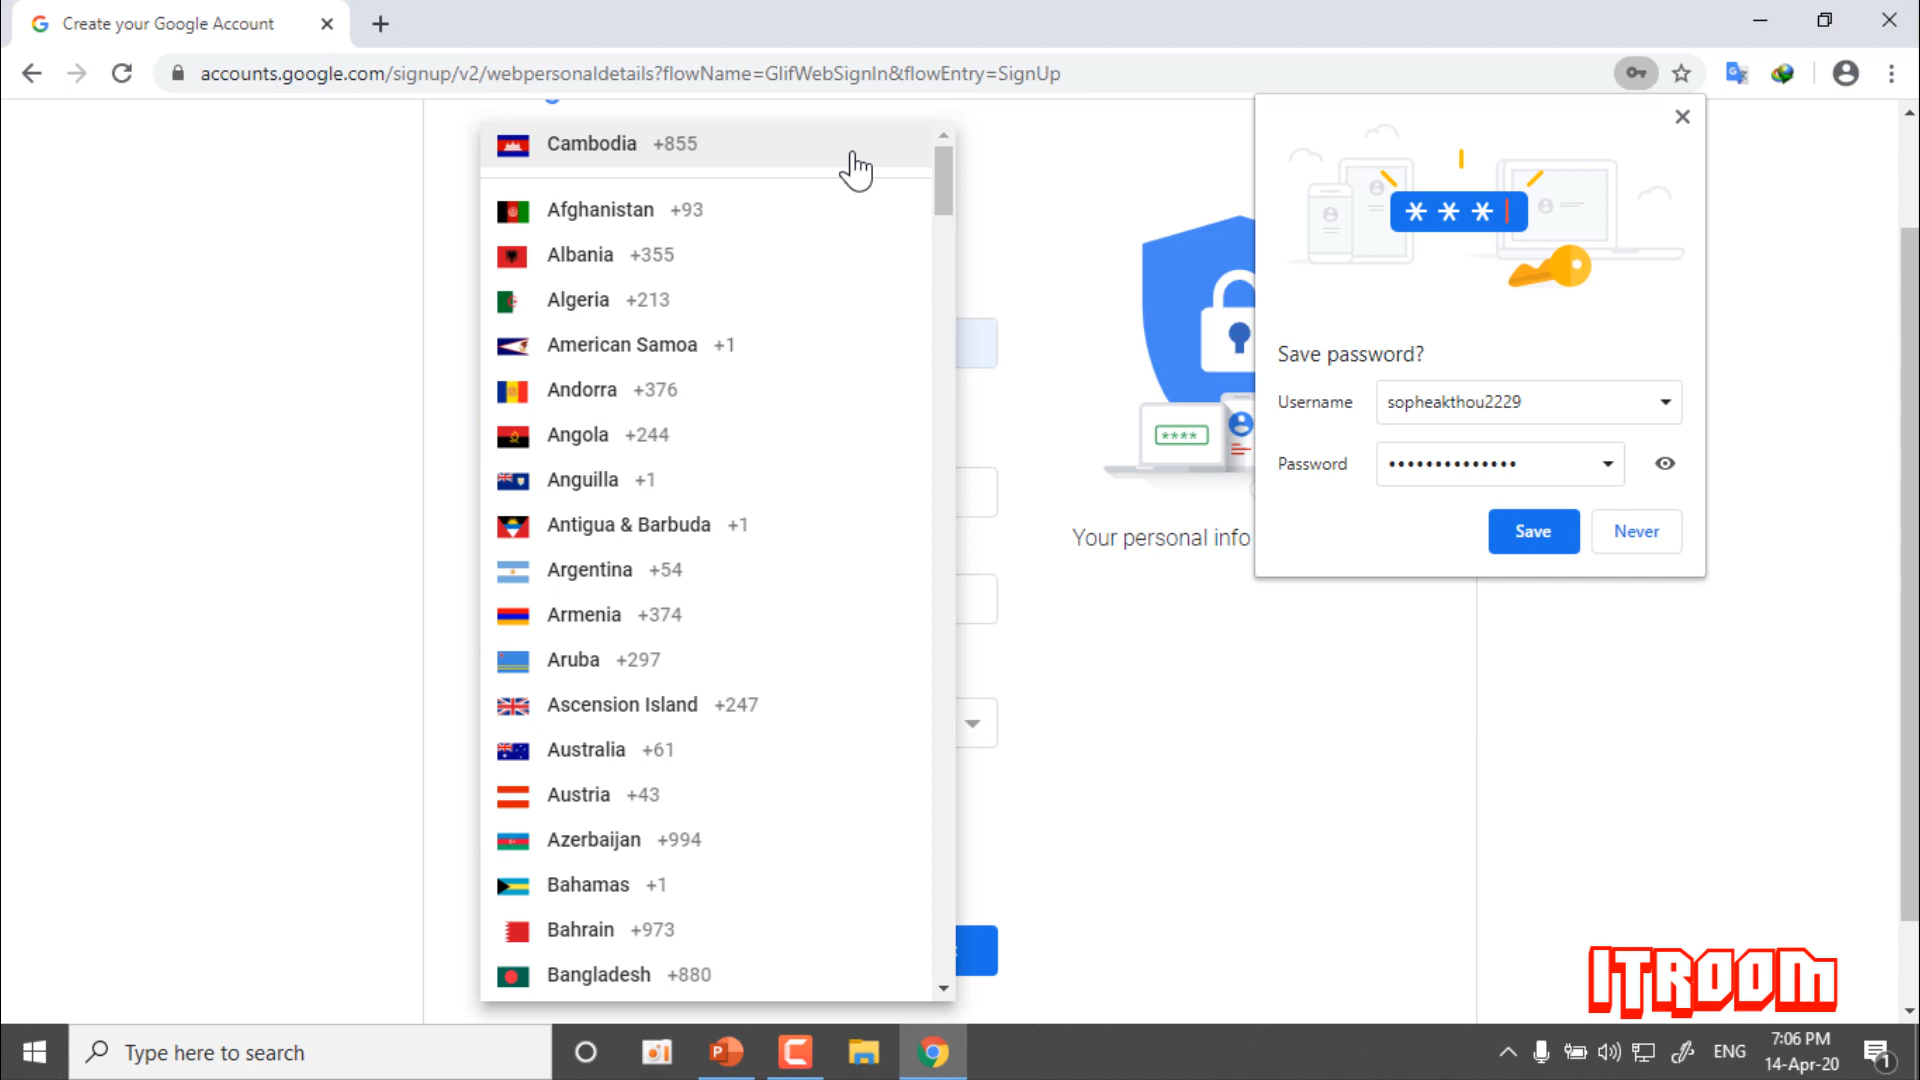 Create your Google Account
accounts.google.com/signup/v2/webpersonaldetails?flowName=GlifWebSignIn&flowEntry=SignUp
Cambodia +855
Afghanistan +93
Albania +355
Algeria +213
American Samoa +1
Andorra +376
Angola +244
Anguilla +1
Antigua & Barbuda +1
Argentina +54
Armenia +374
Aruba +297
Ascension Island +247
Australia +61
Austria +43
Azerbaijan +994
Bahamas +1
Bahrain +973
Bangladesh +880
****
Your personal info
* * *
Save password?
Username sopheakthou2229
Password ••••••••••••••
Save Never
ITROOM
Type here to search
ENG
7:06 PM
14-Apr-20
1